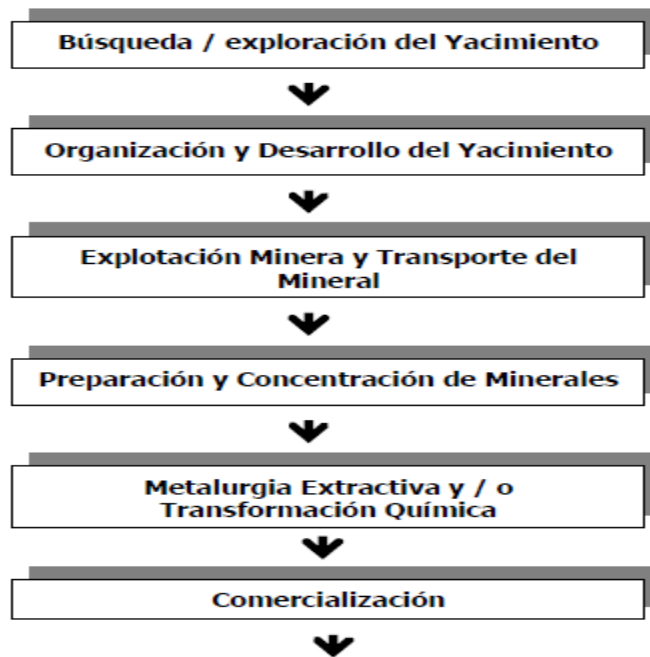 Búsqueda / exploración del Yacimiento
Organización y Desarrollo del Yacimiento
Explotación Minera y Transporte del
Mineral
Preparación y Concentración de Minerales
Metalurgia Extractiva y / o
Transformación Química
Comercialización